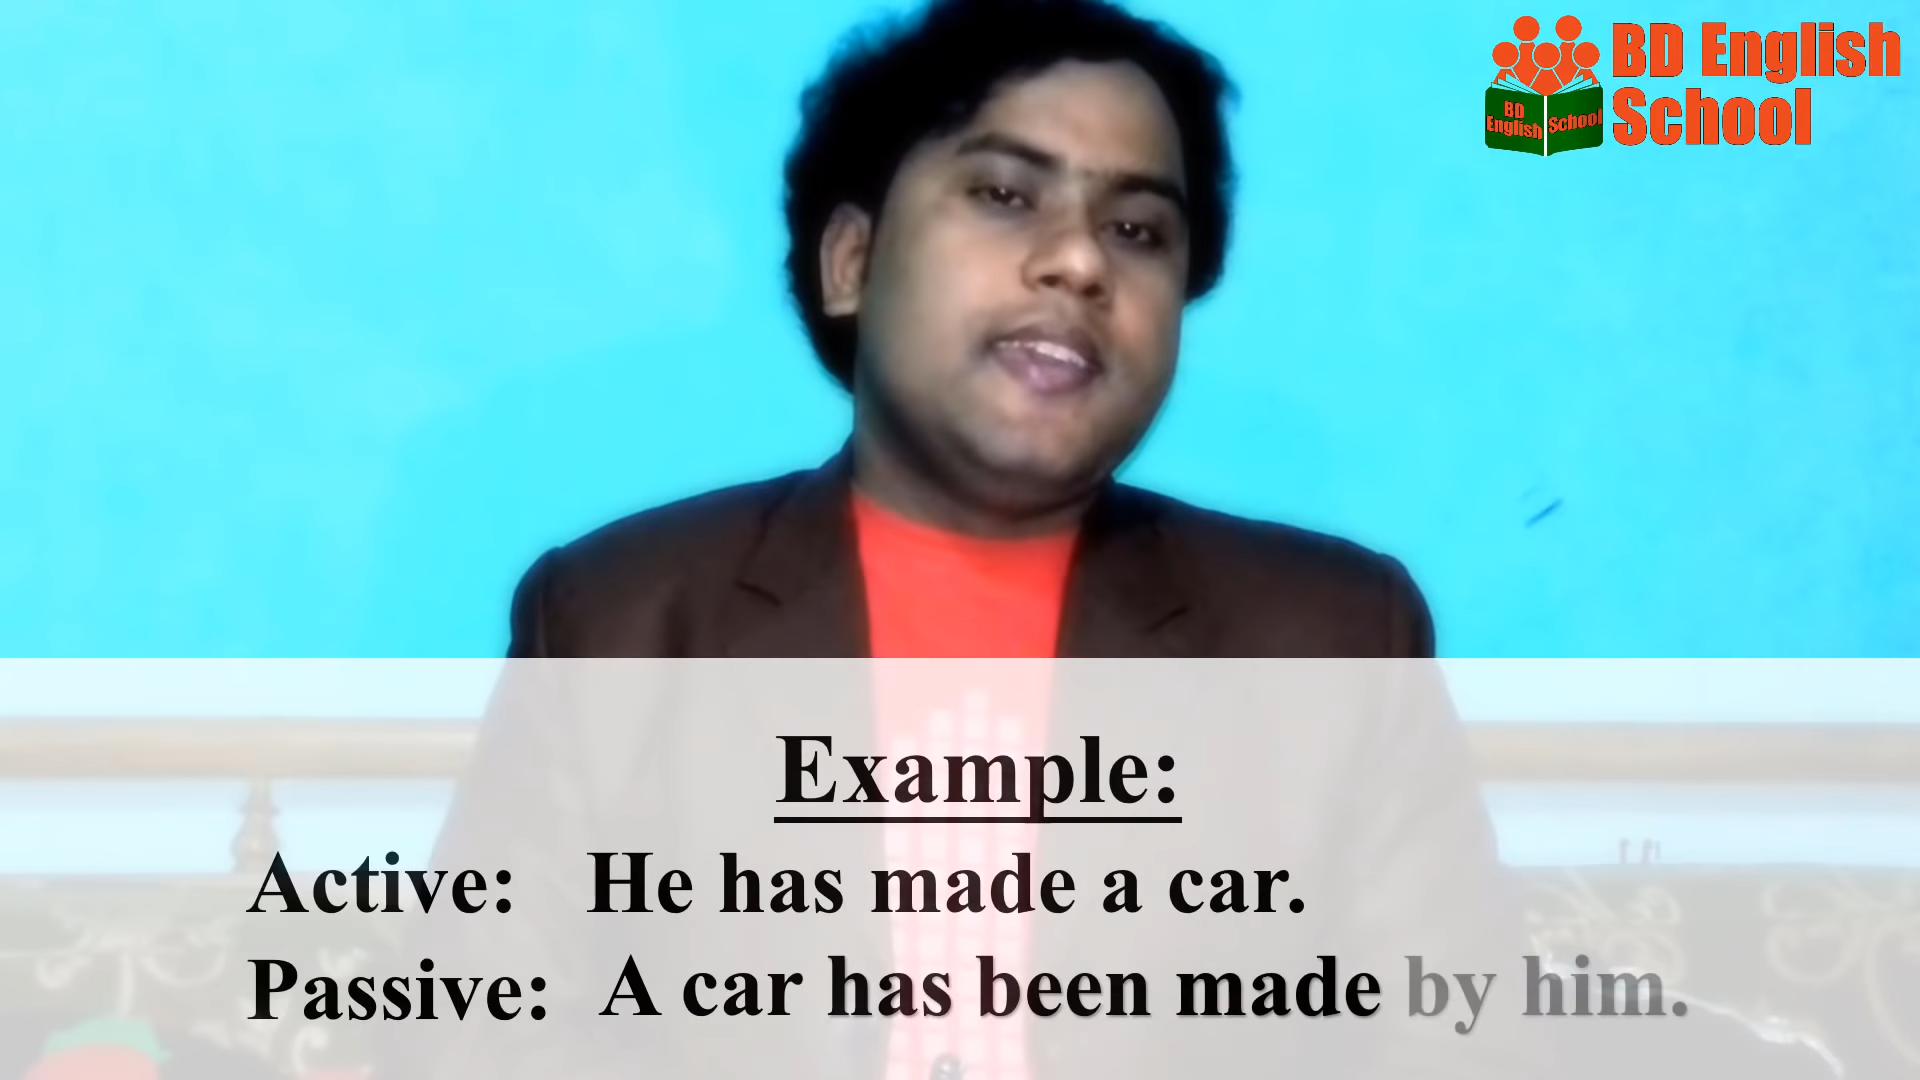 BD English
School
BD
English
School
Example:
Active: He has made a car.
Passive: A car has been made by him.